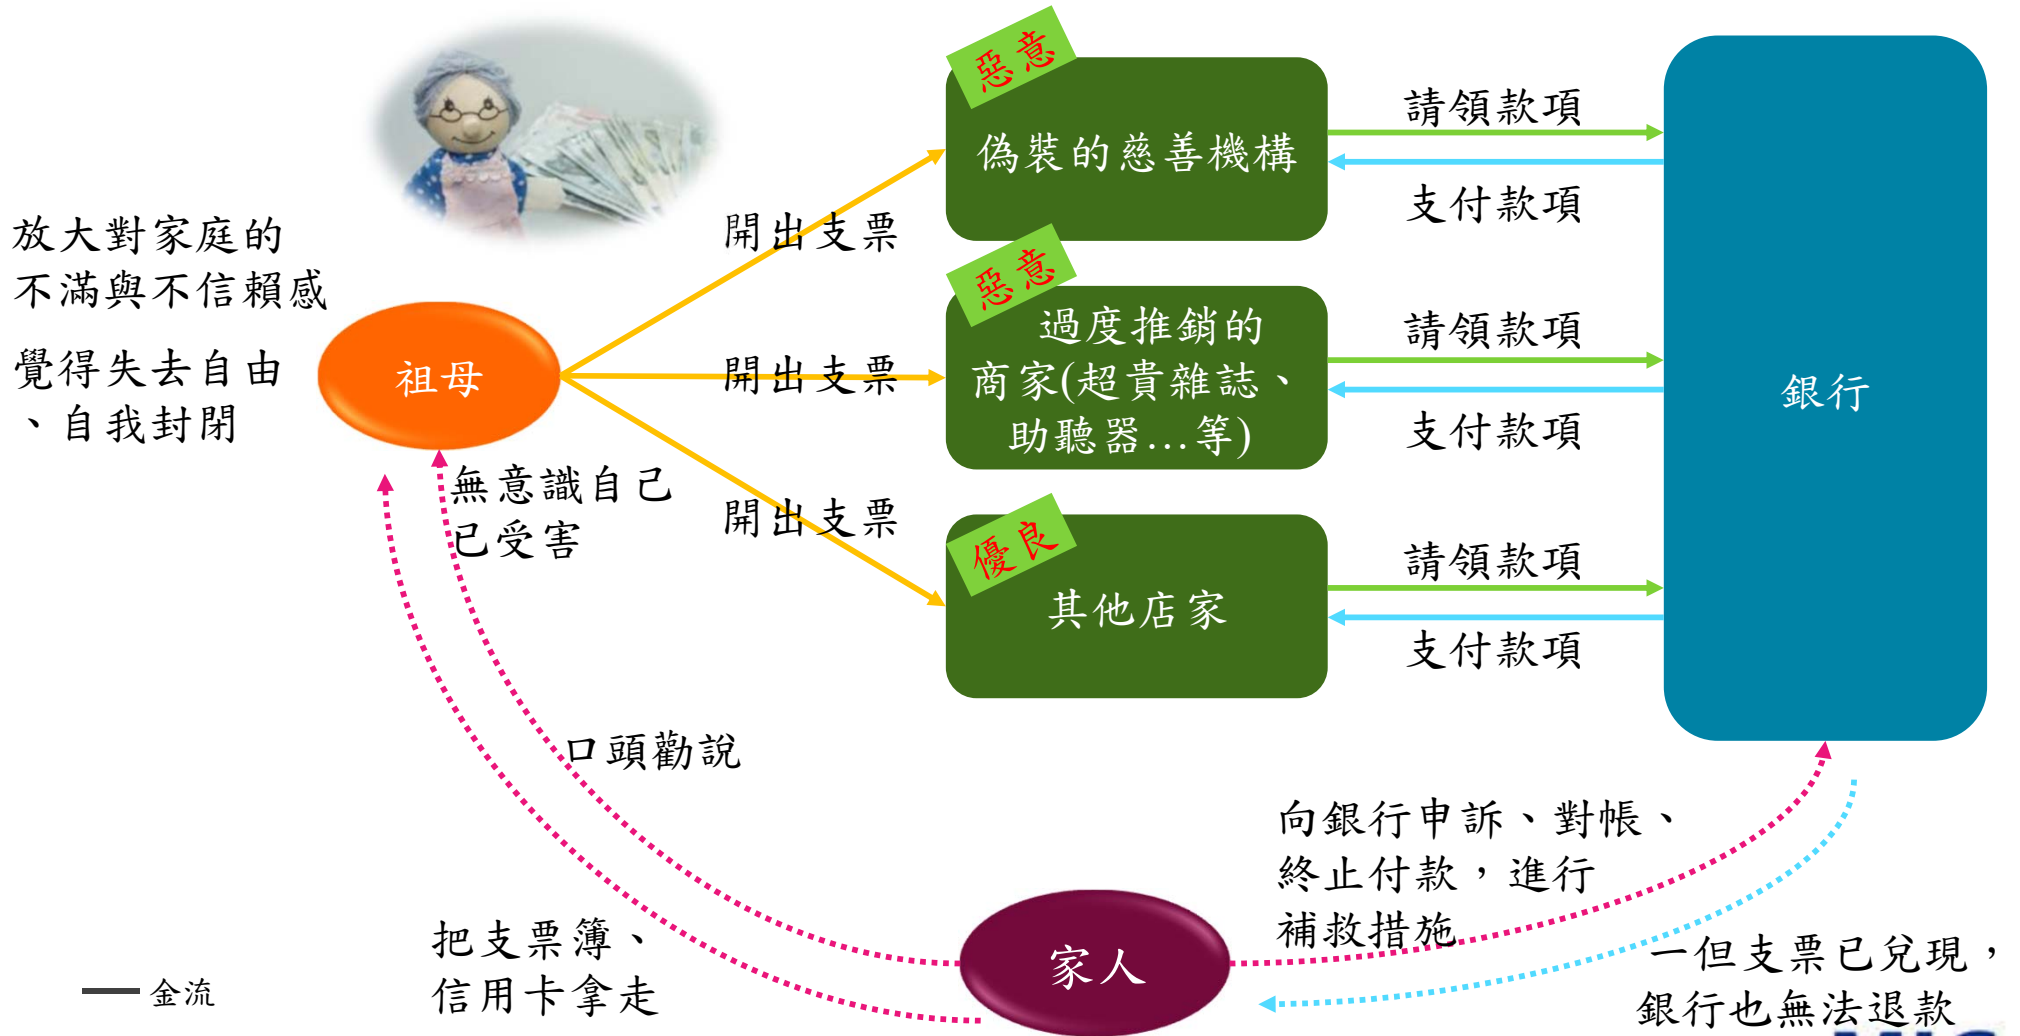 惡意
偽裝的慈善機構
請領款項
支付款項
開出支票
放大對家庭的
不滿與不信賴感
覺得失去自由
、自我封閉
祖母
惡意
過度推銷的
商家(超貴雜誌、
助聽器...等)
開出支票
請領款項
支付款項
銀行
無意識自己
已受害
開出支票
優良
其他店家
請領款項
支付款項
口頭勸說
向銀行申訴、對帳、
終止付款，進行
補救措施
把支票簿、
信用卡拿走
家人
一但支票已兌現，
銀行也無法退款
金流